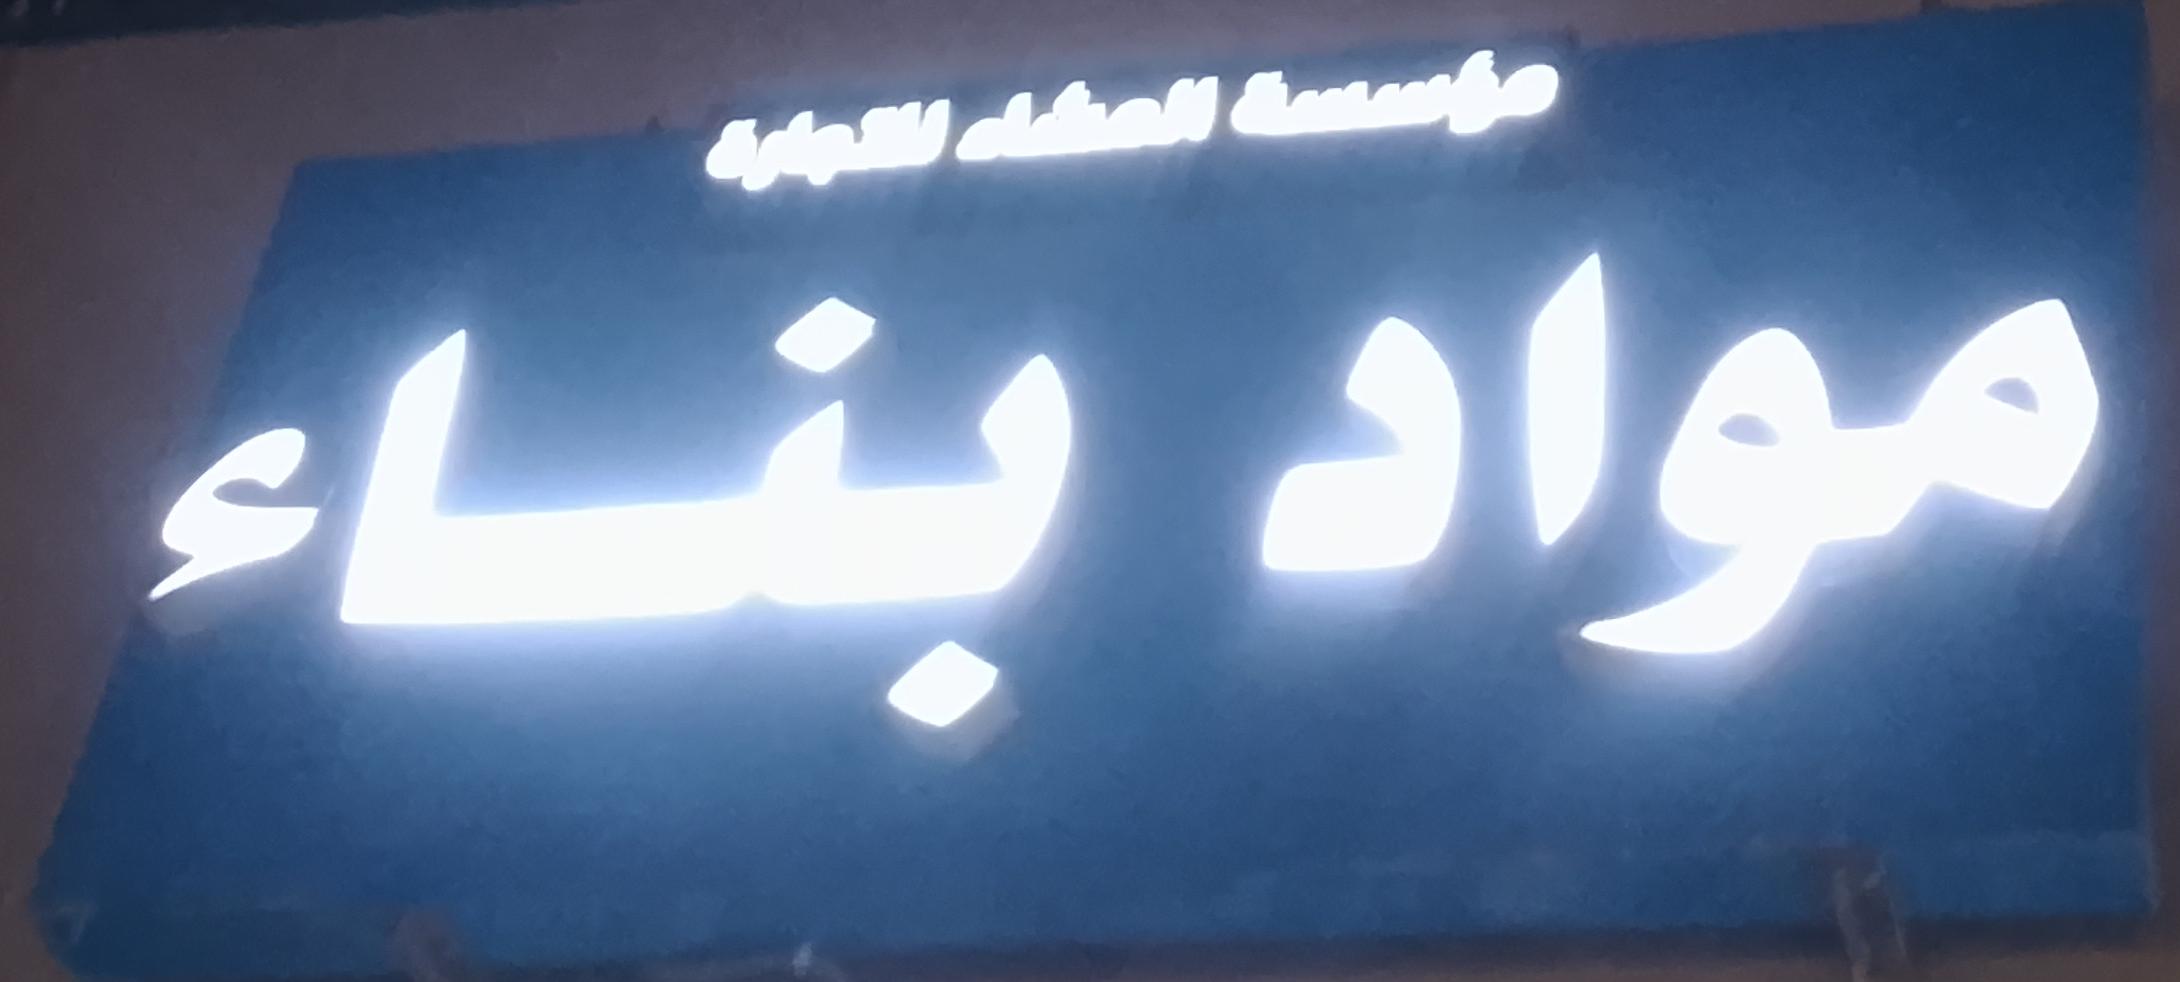 مؤسسة للتجارة
مواد بناء